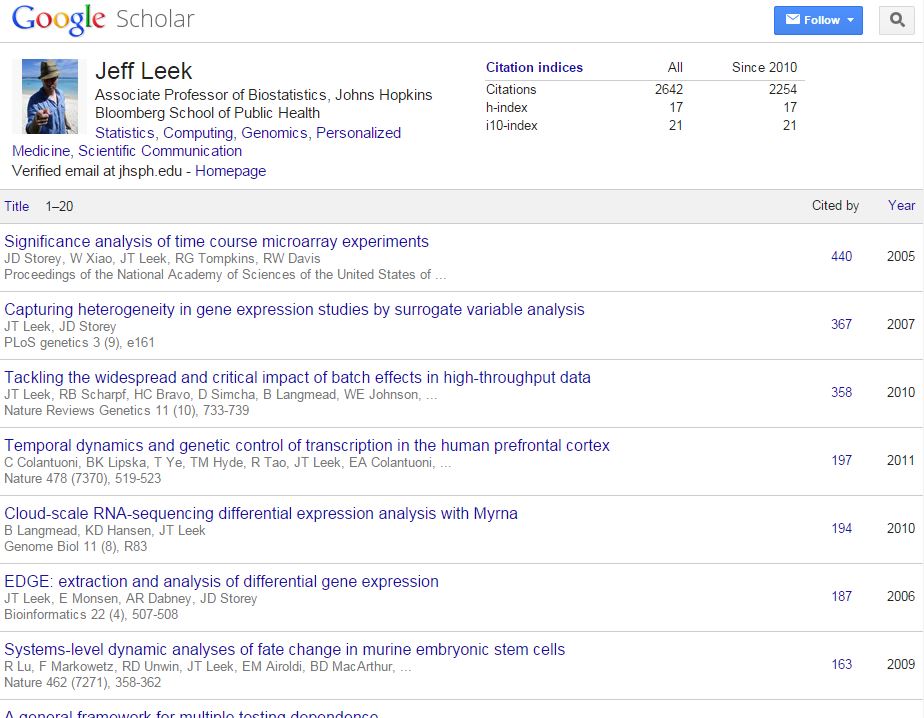 Google Scholar
Follow
Jeff Leek
Associate Professor of Biostatistics, Johns Hopkins
Bloomberg School of Public Health
Statistics, Computing, Genomics, Personalized
Medicine, Scientific Communication
Verified email at jhsph.edu - Homepage
Citation indices All Since 2010
Citations 2642 2254
h-index 17 17
i10-index 21 21
Title 1–20 Cited by Year
Significance analysis of time course microarray experiments
JD Storey, W Xiao, JT Leek, RG Tompkins, RW Davis
Proceedings of the National Academy of Sciences of the United States of ...
440 2005
Capturing heterogeneity in gene expression studies by surrogate variable analysis
JT Leek, JD Storey
PLoS genetics 3 (9), e161
367 2007
Tackling the widespread and critical impact of batch effects in high-throughput data
JT Leek, RB Scharpf, HC Bravo, D Simcha, B Langmead, WE Johnson, ...
Nature Reviews Genetics 11 (10), 733-739
358 2010
Temporal dynamics and genetic control of transcription in the human prefrontal cortex
C Colantuoni, BK Lipska, T Ye, TM Hyde, R Tao, JT Leek, EA Colantuoni, ...
Nature 478 (7370), 519-523
197 2011
Cloud-scale RNA-sequencing differential expression analysis with Myrna
B Langmead, KD Hansen, JT Leek
Genome Biol 11 (8), R83
194 2010
EDGE: extraction and analysis of differential gene expression
JT Leek, E Monsen, AR Dabney, JD Storey
Bioinformatics 22 (4), 507-508
187 2006
Systems-level dynamic analyses of fate change in murine embryonic stem cells
R Lu, F Markowetz, RD Unwin, JT Leek, EM Airoldi, BD MacArthur, ...
Nature 462 (7271), 358-362
163 2009
A general framework for multiple testing dependence